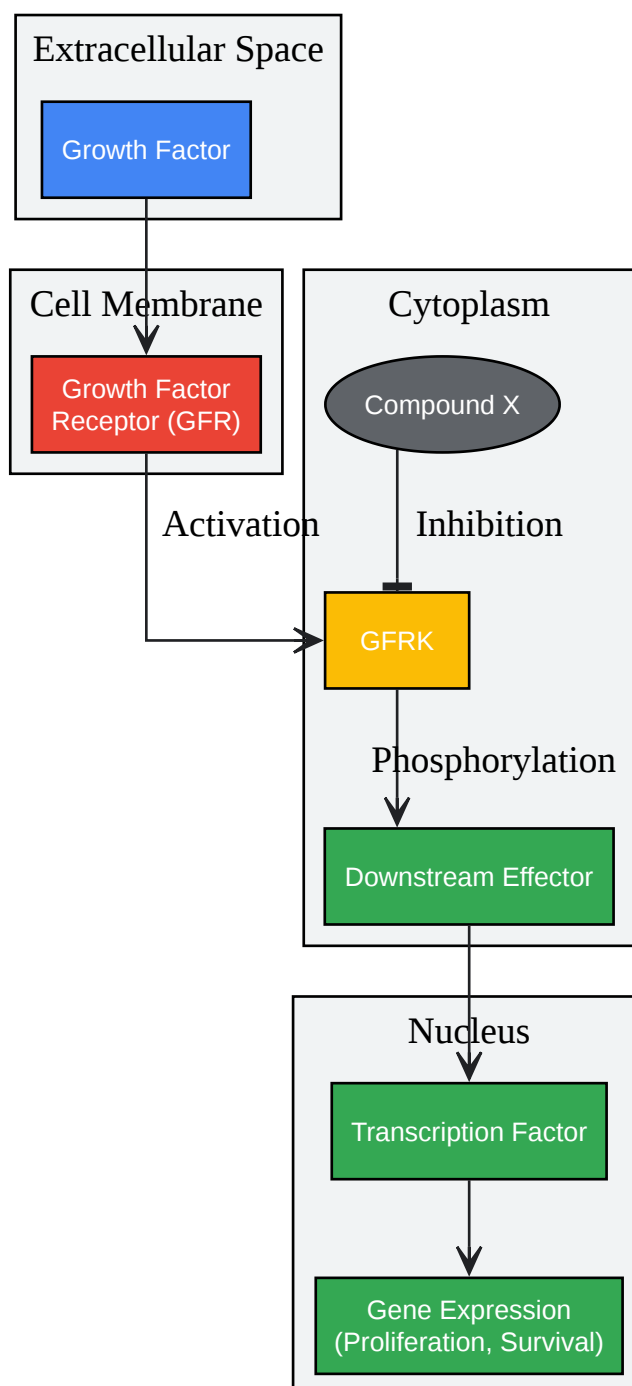 Extracellular Space
Growth Factor
Cell Membrane
Growth Factor
Receptor (GFR)
Cytoplasm
Compound X
Activation
Inhibition
GFRK
Phosphorylation
Downstream Effector
Nucleus
Transcription Factor
Gene Expression
(Proliferation, Survival)